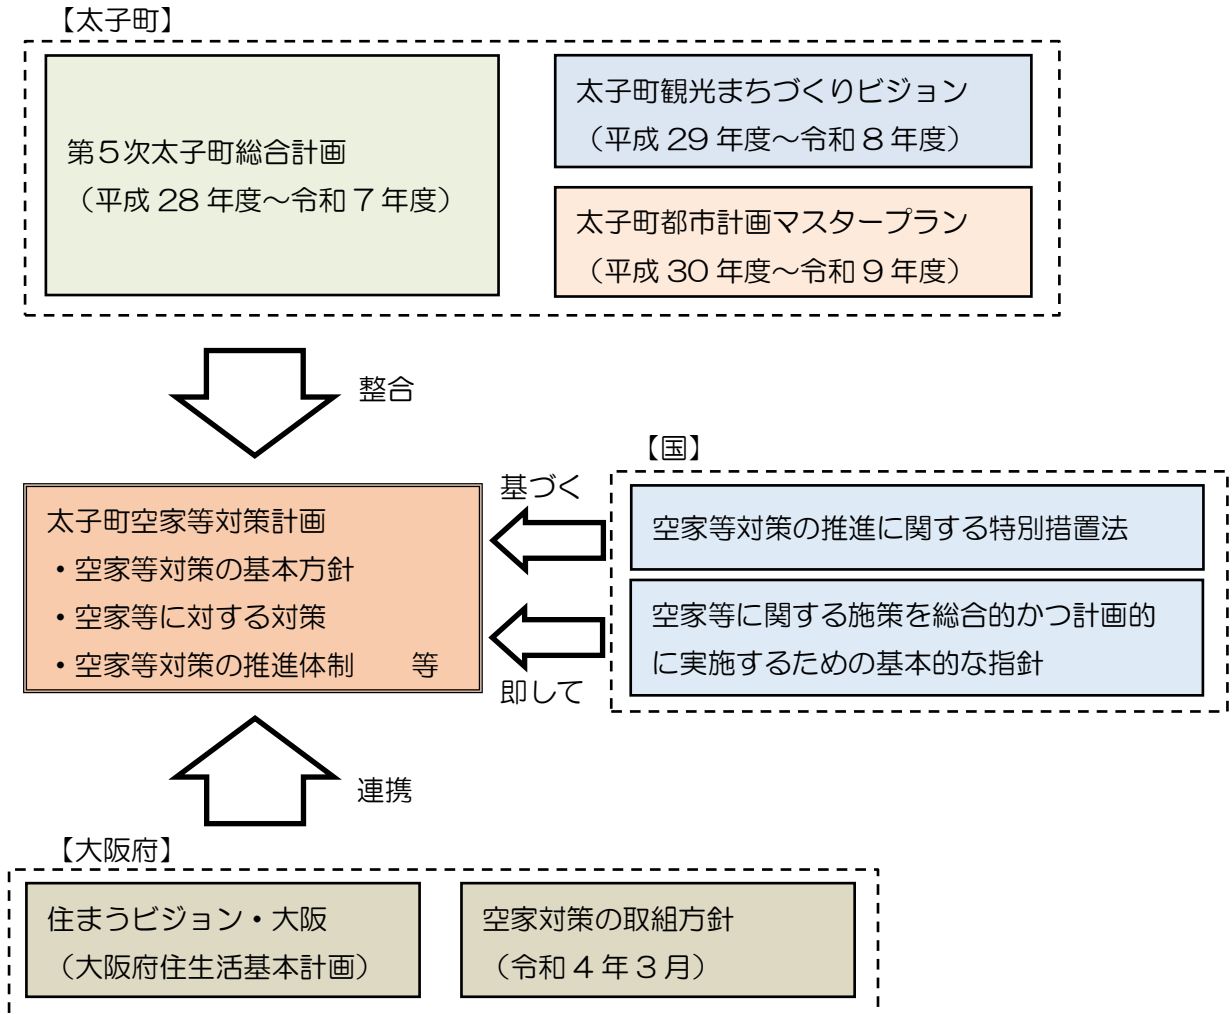 【太子町】
第５次太子町総合計画
（平成 28 年度～令和７年度）
太子町観光まちづくりビジョン
（平成 29 年度～令和８年度）
太子町都市計画マスタープラン
（平成 30 年度～令和９年度）
整合
【国】
基づく
空家等対策の推進に関する特別措置法
太子町空家等対策計画
・空家等対策の基本方針
・空家等に対する対策
・空家等対策の推進体制　　等
空家等に関する施策を総合的かつ計画的
に実施するための基本的な指針
即して
連携
【大阪府】
住まうビジョン・大阪
（大阪府住生活基本計画）
空家対策の取組方針
（令和４年３月）